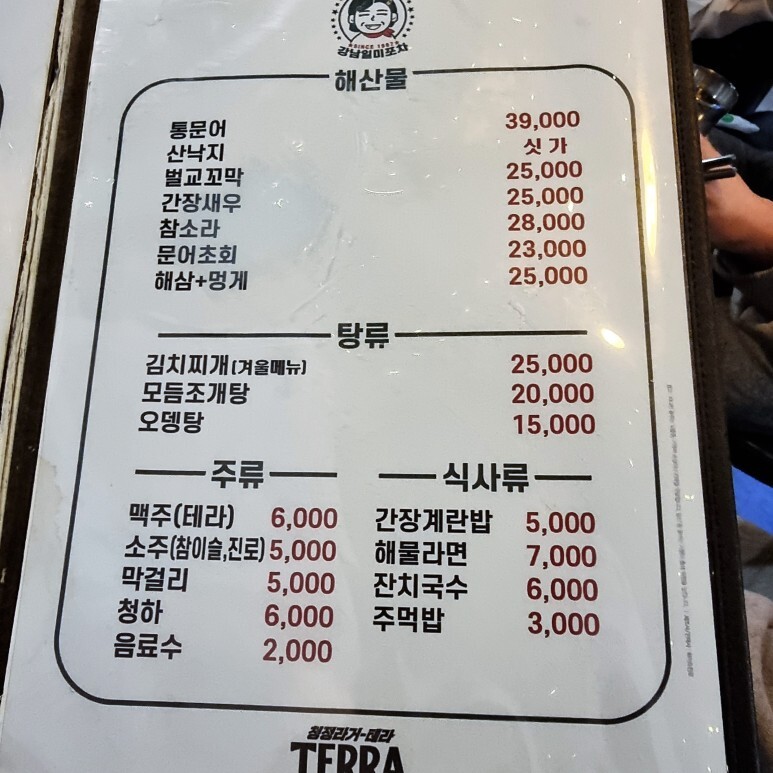 SINCE 1987
강남일미포차
해산물
통문어 39,000
산낙지 싯가
벌교꼬막 25,000
간장새우 25,000
참소라 28,000
문어초회 23,000
해삼+멍게 25,000
탕류
김치찌개(겨울메뉴) 25,000
모듬조개탕 20,000
오뎅탕 15,000
주류
맥주(테라) 6,000
소주(참이슬,진로) 5,000
막걸리 5,000
청하 6,000
음료수 2,000
식사류
간장계란밥 5,000
해물라면 7,000
잔치국수 6,000
주먹밥 3,000
청정라거-테라
TERRA